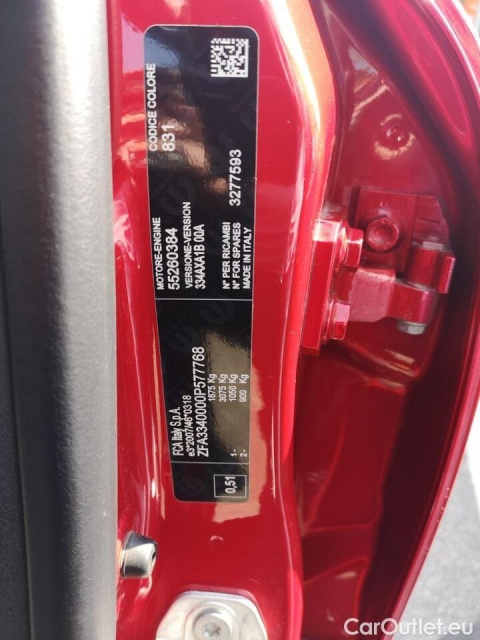 FCA Italy S.p.A.
e3*2007/46*0318
ZFA3340000P577768
1875 Kg
3075 Kg
1- 1050 Kg
2- 900 Kg
0,51
MOTORE-ENGINE
55260384
VERSIONE-VERSION
334AXA1B 00A
N° PER RICAMBI
N° FOR SPARES
MADE IN ITALY
3277593
CODICE COLORE
831
CarOutlet.eu